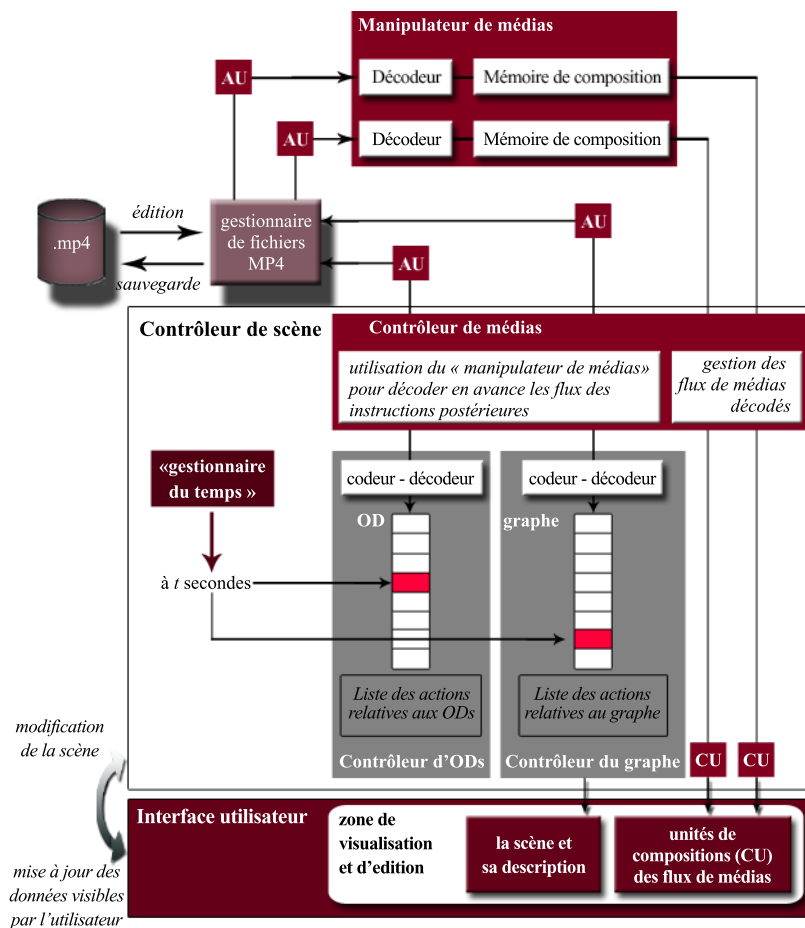 Manipulateur de médias
AU
Décodeur
Mémoire de composition
AU
Décodeur
Mémoire de composition
édition
.mp4
sauvegarde
gestionnaire
de fichiers
MP4
AU
AU
Contrôleur de scène
Contrôleur de médias
utilisation du « manipulateur de médias»
pour décoder en avance les flux des
instructions postérieures
gestion des
flux de médias
décodés
«gestionnaire
du temps »
à t secondes
codeur - décodeur
OD
Liste des actions
relatives aux ODs
Contrôleur d’ODs
codeur - décodeur
graphe
Liste des actions
relatives au graphe
Contrôleur du graphe
CU
CU
modification
de la scène
mise à jour des
données visibles
par l’utilisateur
Interface utilisateur
zone de
visualisation
et d’edition
la scène et
sa description
unités de
compositions (CU)
des flux de médias